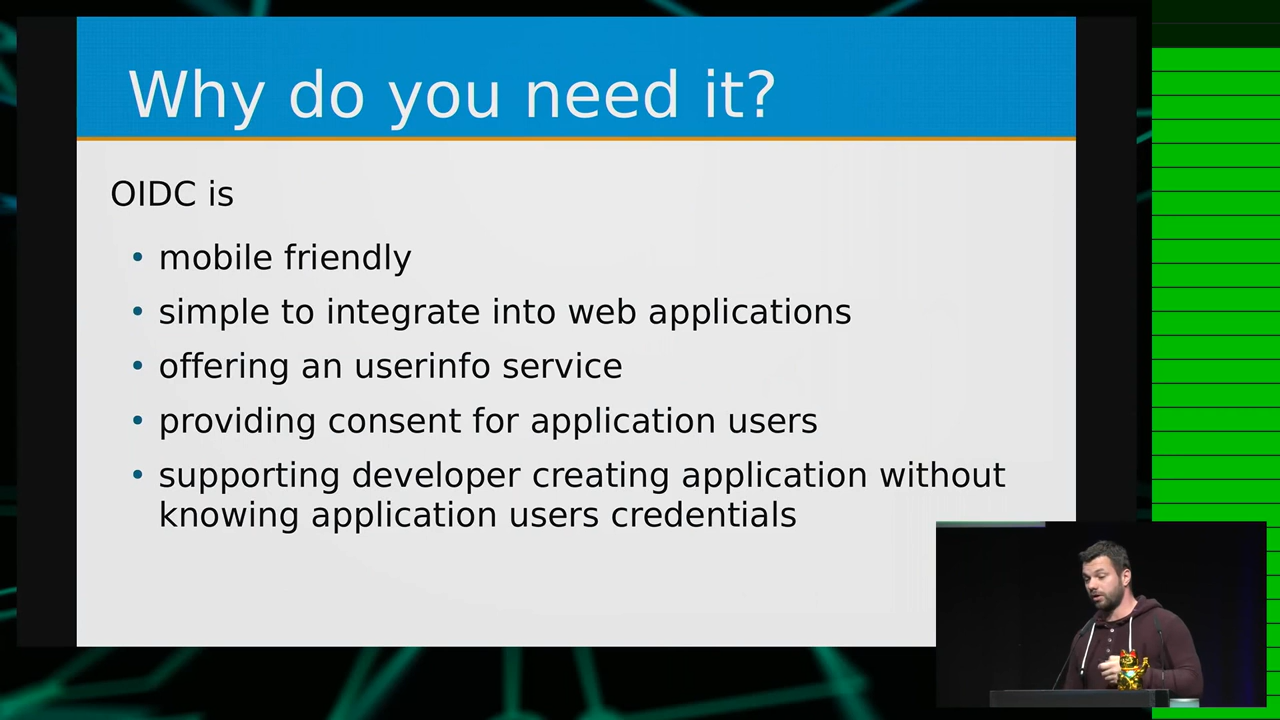 Why do you need it?
OIDC is
• mobile friendly
• simple to integrate into web applications
• offering an userinfo service
• providing consent for application users
• supporting developer creating application without
knowing application users credentials